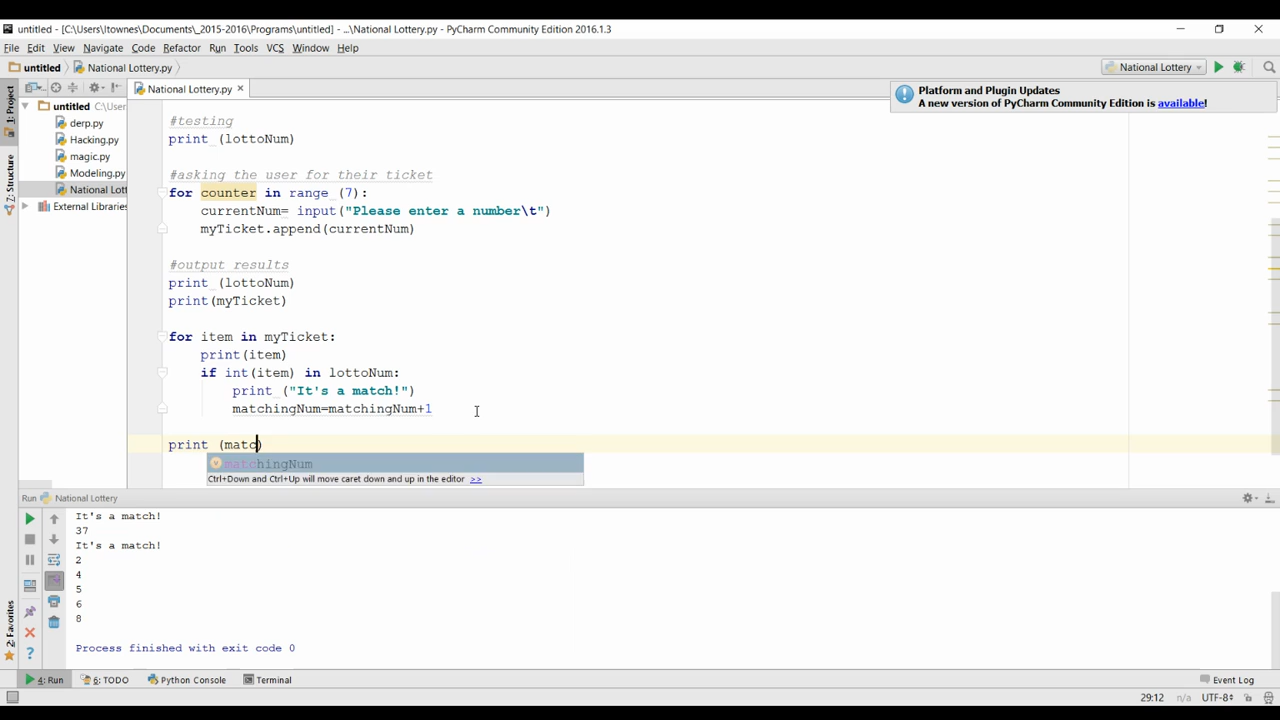 untitled - [C:\Users\ltownes\Documents\_2015-2016\Programs\untitled] - ...\National Lottery.py - PyCharm Community Edition 2016.1.3
File Edit View Navigate Code Refactor Run Tools VCS Window Help
untitled National Lottery.py National Lottery
1: Project National Lottery.py
Platform and Plugin Updates
A new version of PyCharm Community Edition is available!
untitled C:\User
derp.py
Hacking.py
magic.py
Modeling.py
National Lott
External Libraries
Z: Structure
#testing
print (lottoNum)
#asking the user for their ticket
for counter in range (7):
currentNum= input("Please enter a number\t")
myTicket.append(currentNum)
#output results
print (lottoNum)
print(myTicket)
for item in myTicket:
print(item)
if int(item) in lottoNum:
print ("It's a match!")
matchingNum=matchingNum+1
print (matc)
matchingNum
Ctrl+Down and Ctrl+Up will move caret down and up in the editor >>
Run National Lottery
It's a match!
37
It's a match!
2
4
5
6
8
Process finished with exit code 0
2: Favorites
4: Run 6: TODO Python Console Terminal Event Log
29:12 n/a UTF-8